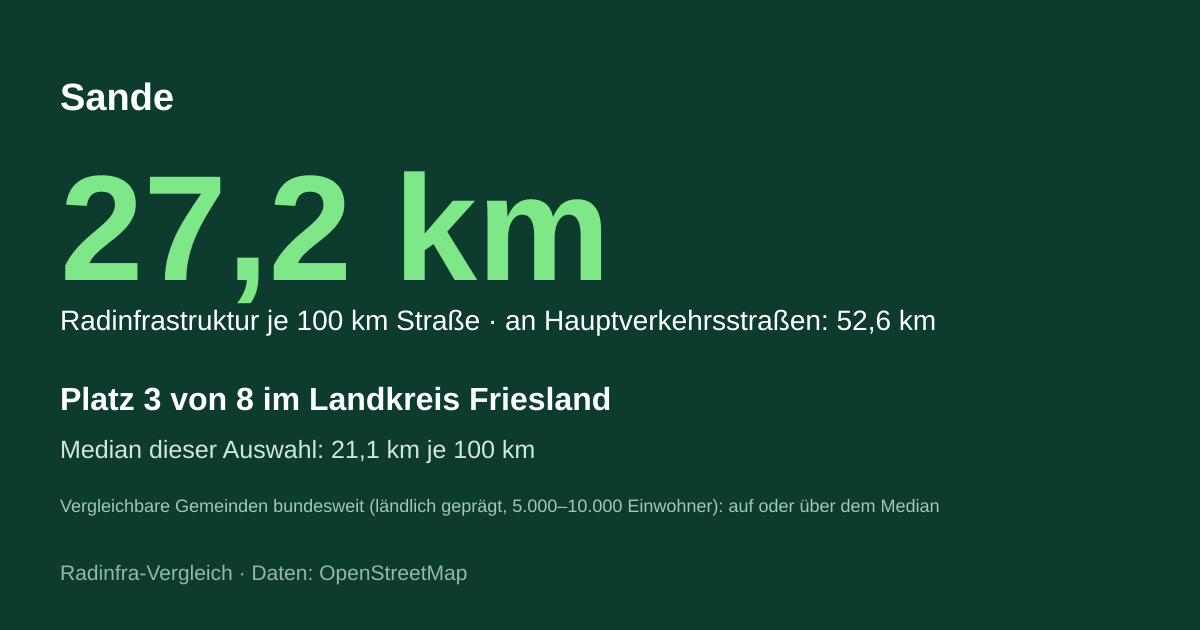 Sande
27,2 km
Radinfrastruktur je 100 km Straße · an Hauptverkehrsstraßen: 52,6 km
Platz 3 von 8 im Landkreis Friesland
Median dieser Auswahl: 21,1 km je 100 km
Vergleichbare Gemeinden bundesweit (ländlich geprägt, 5.000–10.000 Einwohner): auf oder über dem Median
Radinfra-Vergleich · Daten: OpenStreetMap